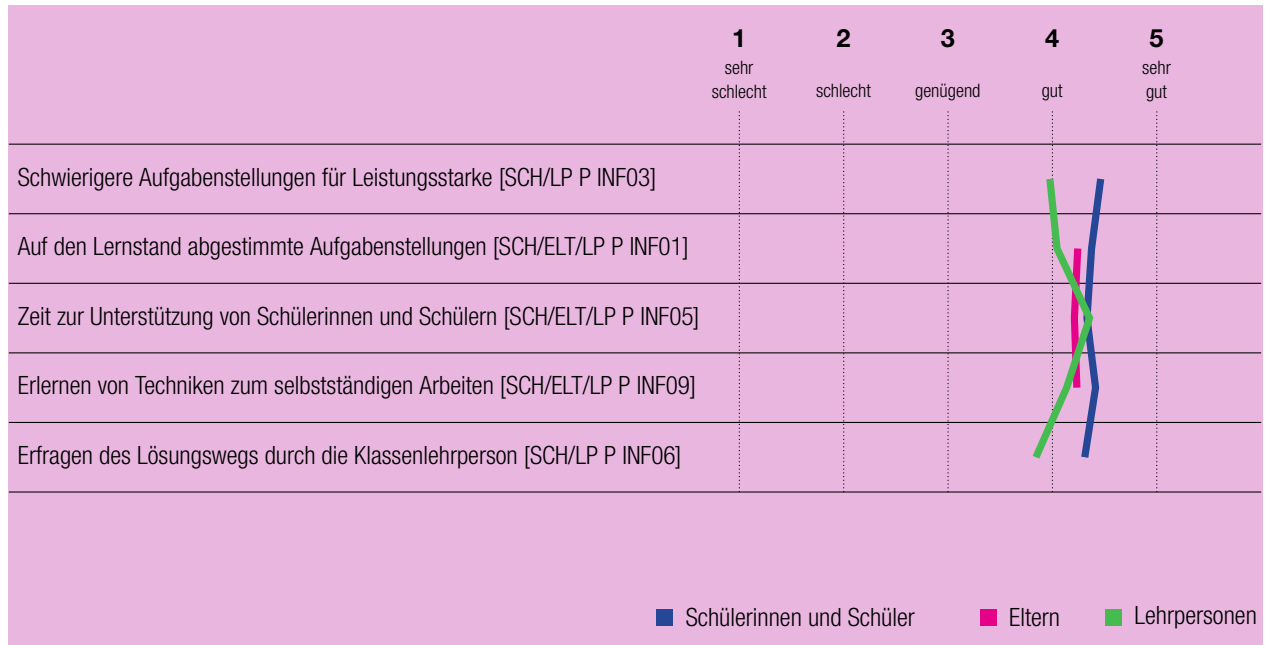 1 2 3 4 5
sehr sehr
schlecht schlecht genügend gut gut
Schwierigere Aufgabenstellungen für Leistungsstarke [SCH/LP P INF03]
Auf den Lernstand abgestimmte Aufgabenstellungen [SCH/ELT/LP P INF01]
Zeit zur Unterstützung von Schülerinnen und Schülern [SCH/ELT/LP P INF05]
Erlernen von Techniken zum selbstständigen Arbeiten [SCH/ELT/LP P INF09]
Erfragen des Lösungswegs durch die Klassenlehrperson [SCH/LP P INF06]
Schülerinnen und Schüler Eltern Lehrpersonen